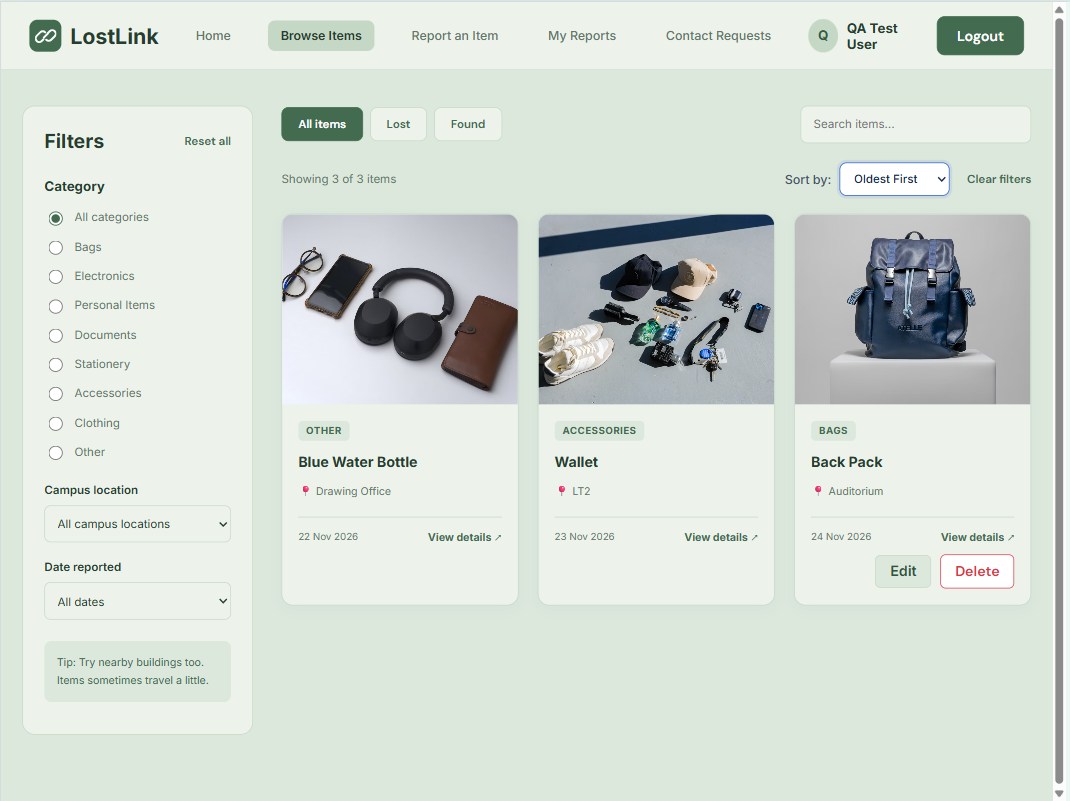 LostLink
Home
Browse Items
Report an Item
My Reports
Contact Requests
Q
QA Test
User
Logout
Filters
Reset all
Category
All categories
Bags
Electronics
Personal Items
Documents
Stationery
Accessories
Clothing
Other
Campus location
All campus locations
Date reported
All dates
Tip: Try nearby buildings too.
Items sometimes travel a little.
All items
Lost
Found
Search items...
Showing 3 of 3 items
Sort by:
Oldest First
Clear filters
OTHER
Blue Water Bottle
Drawing Office
22 Nov 2026
View details ↗
ACCESSORIES
Wallet
LT2
23 Nov 2026
View details ↗
BAGS
Back Pack
Auditorium
24 Nov 2026
View details ↗
Edit
Delete